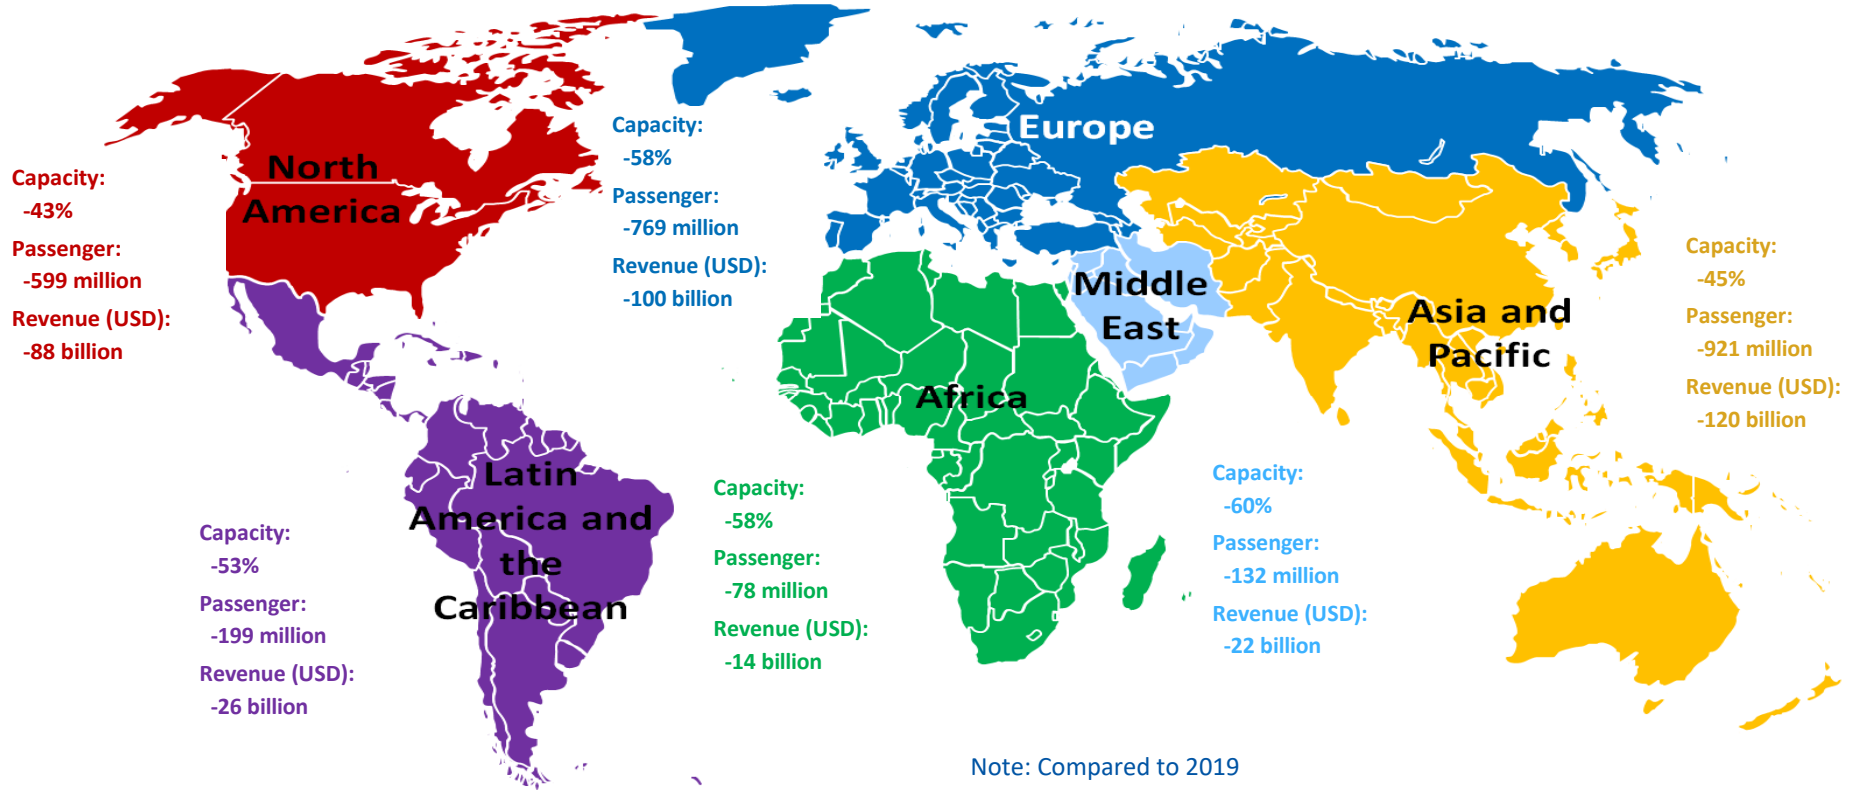 North
America
Capacity:
-43%
Passenger:
-599 million
Revenue (USD):
-88 billion
Europe
Capacity:
-58%
Passenger:
-769 million
Revenue (USD):
-100 billion
Middle
East
Capacity:
-60%
Passenger:
-132 million
Revenue (USD):
-22 billion
Asia and
Pacific
Capacity:
-45%
Passenger:
-921 million
Revenue (USD):
-120 billion
Africa
Capacity:
-58%
Passenger:
-78 million
Revenue (USD):
-14 billion
Latin
America and
the
Caribbean
Capacity:
-53%
Passenger:
-199 million
Revenue (USD):
-26 billion
Note: Compared to 2019